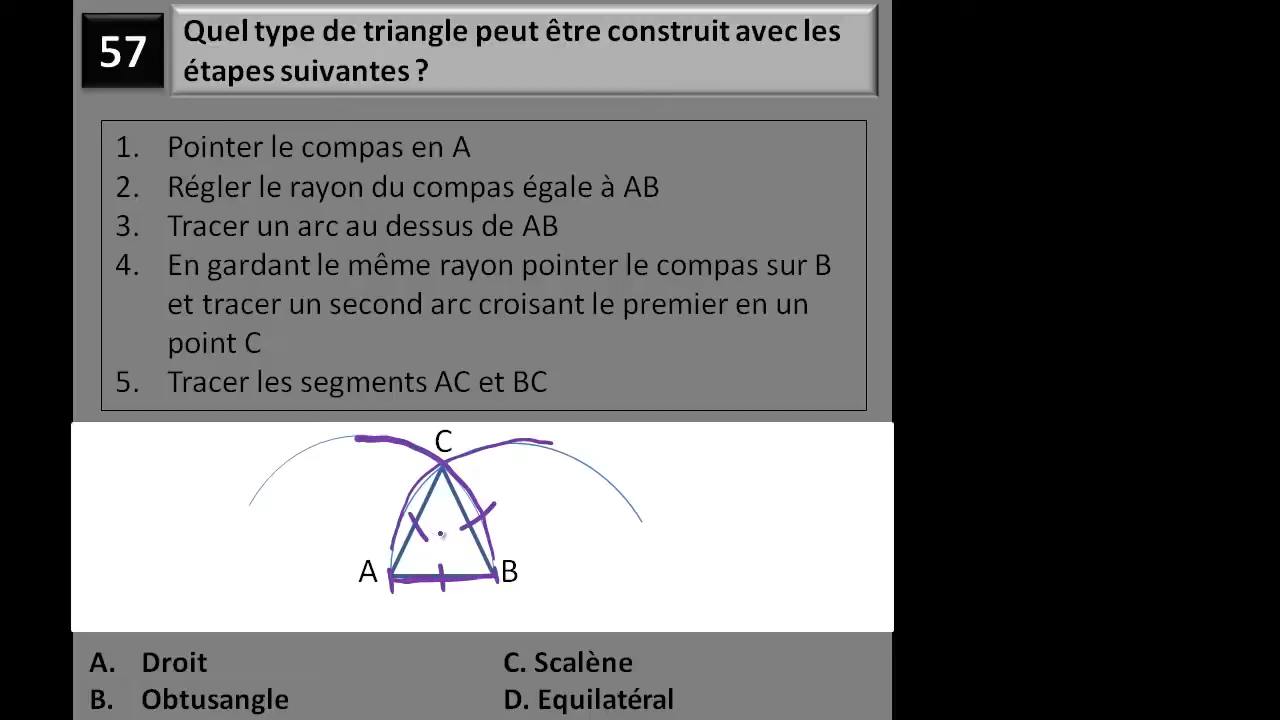 57
Quel type de triangle peut être construit avec les
étapes suivantes ?
1. Pointer le compas en A
2. Régler le rayon du compas égale à AB
3. Tracer un arc au dessus de AB
4. En gardant le même rayon pointer le compas sur B
et tracer un second arc croisant le premier en un
point C
5. Tracer les segments AC et BC
C
A B
A. Droit C. Scalène
B. Obtusangle D. Equilatéral